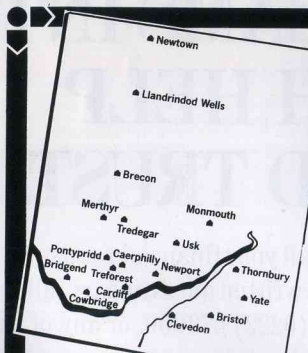 Newtown
Llandrindod Wells
Brecon
Merthyr
Monmouth
Tredegar
Usk
Pontypridd
Caerphilly
Newport
Thornbury
Bridgend
Treforest
Cardiff
Yate
Cowbridge
Bristol
Clevedon